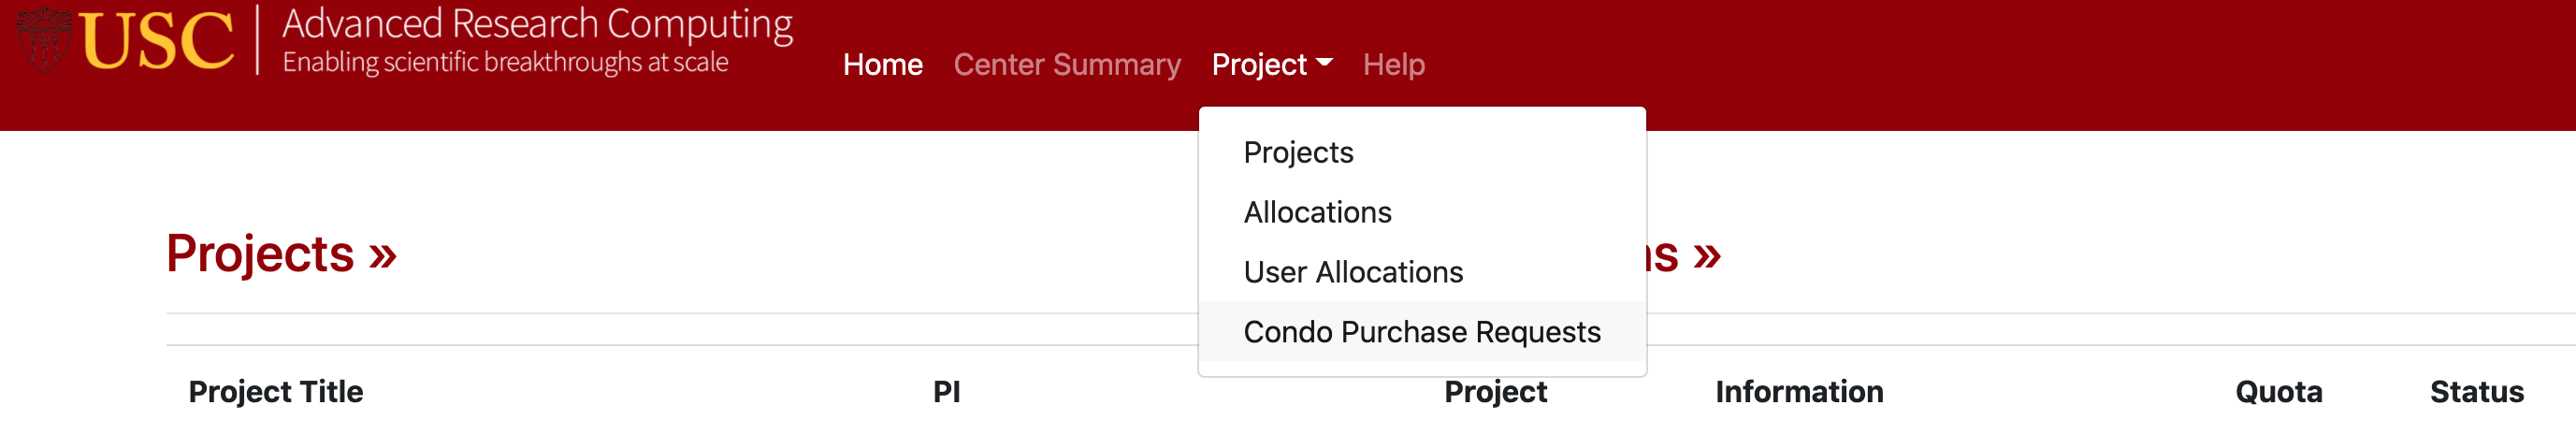 USC Advanced Research Computing
Enabling scientific breakthroughs at scale
Home Center Summary Project Help
Projects
Allocations
User Allocations
Condo Purchase Requests
Projects »
s »
Project Title PI Project Information Quota Status